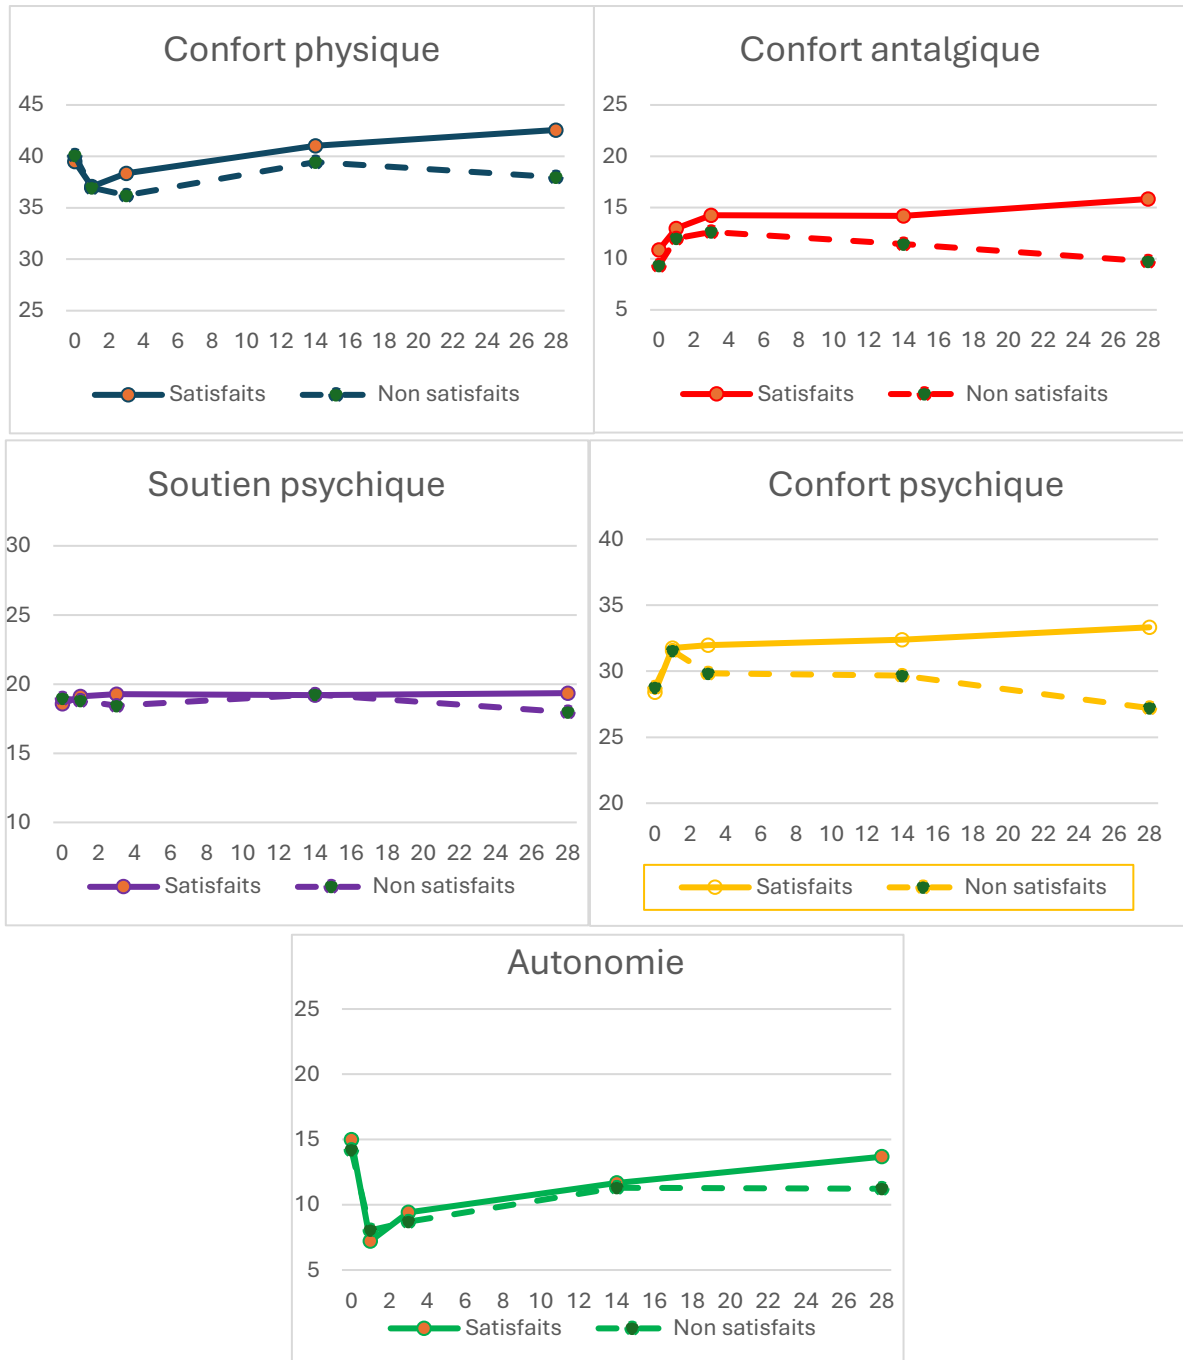 Confort physique
45
40
35
30
25
0 2 4 6 8 10 12 14 16 18 20 22 24 26 28
Satisfaits Non satisfaits
Confort antalgique
25
20
15
10
5
0 2 4 6 8 10 12 14 16 18 20 22 24 26 28
Satisfaits Non satisfaits
Soutien psychique
30
25
20
15
10
0 2 4 6 8 10 12 14 16 18 20 22 24 26 28
Satisfaits Non satisfaits
Confort psychique
40
35
30
25
20
0 2 4 6 8 10 12 14 16 18 20 22 24 26 28
Satisfaits Non satisfaits
Autonomie
25
20
15
10
5
0 2 4 6 8 10 12 14 16 18 20 22 24 26 28
Satisfaits Non satisfaits